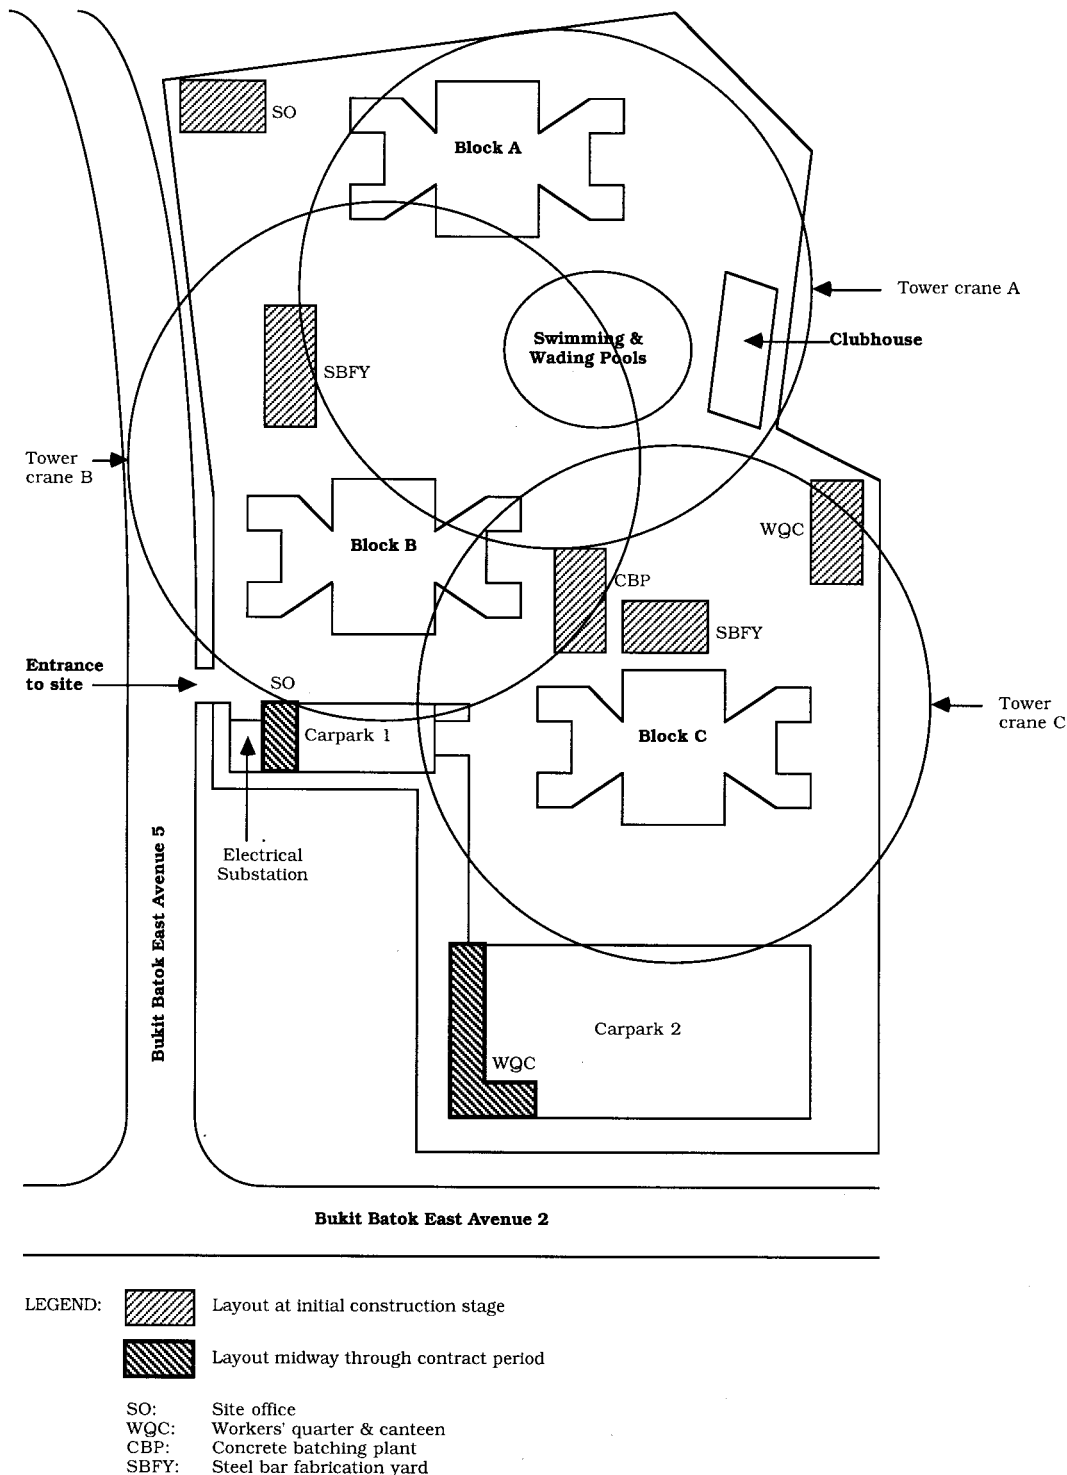 SO
Block A
Tower crane A
Swimming &
Wading Pools
Clubhouse
SBFY
Tower
crane B
WQC
Block B
CBP
SBFY
Entrance
to site
SO
Carpark 1
Block C
Tower
crane C
Electrical
Substation
Bukit Batok East Avenue 5
Carpark 2
WQC
Bukit Batok East Avenue 2
LEGEND:
Layout at initial construction stage
Layout midway through contract period
SO: Site office
WQC: Workers' quarter & canteen
CBP: Concrete batching plant
SBFY: Steel bar fabrication yard